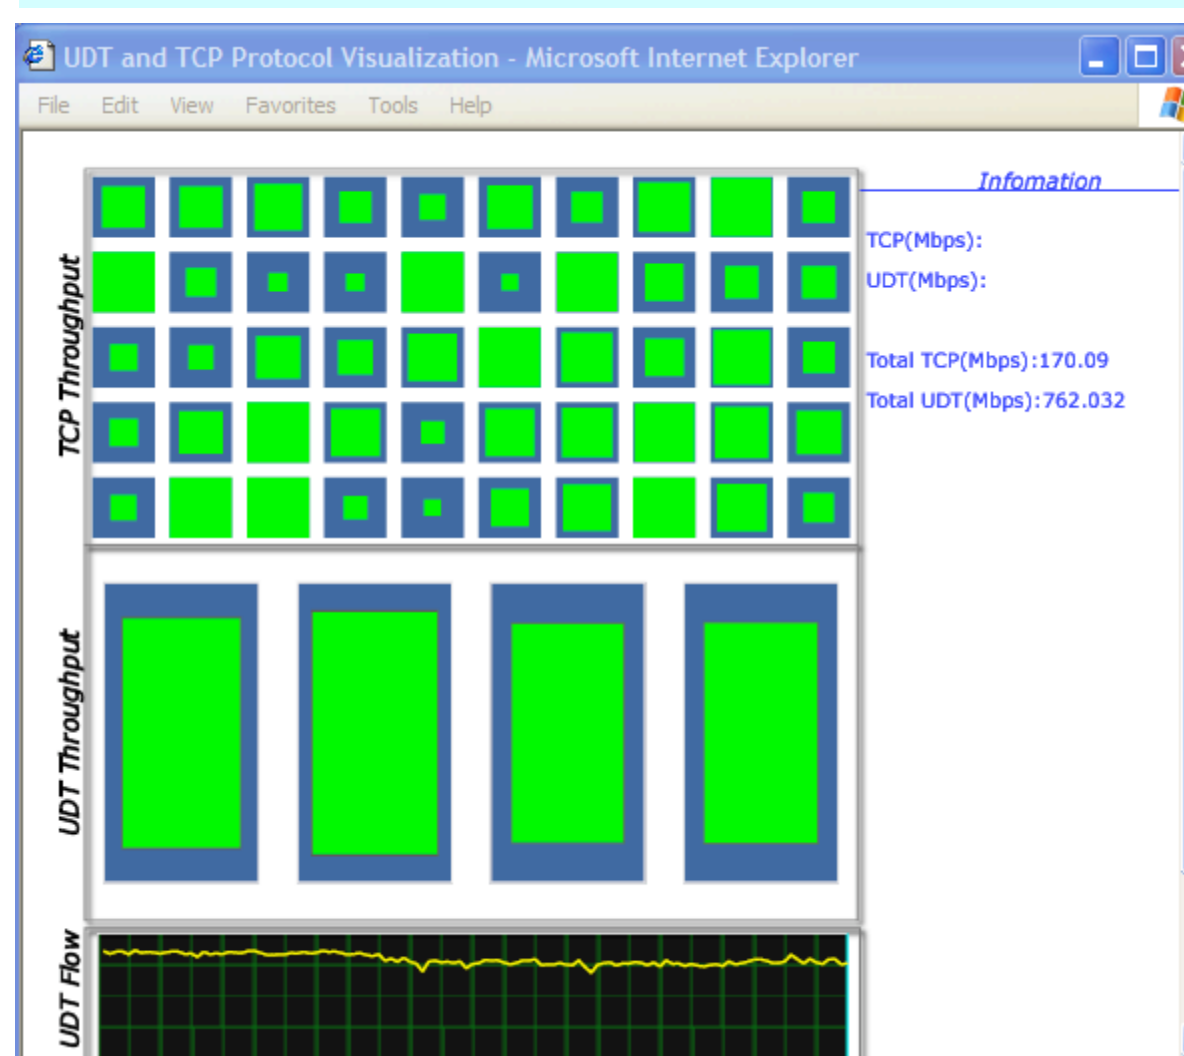 UDT and TCP Protocol Visualization - Microsoft Internet Explorer
File Edit View Favorites Tools Help
Infomation
TCP(Mbps):
UDT(Mbps):
Total TCP(Mbps):170.09
Total UDT(Mbps):762.032
TCP Throughput
UDT Throughput
UDT Flow